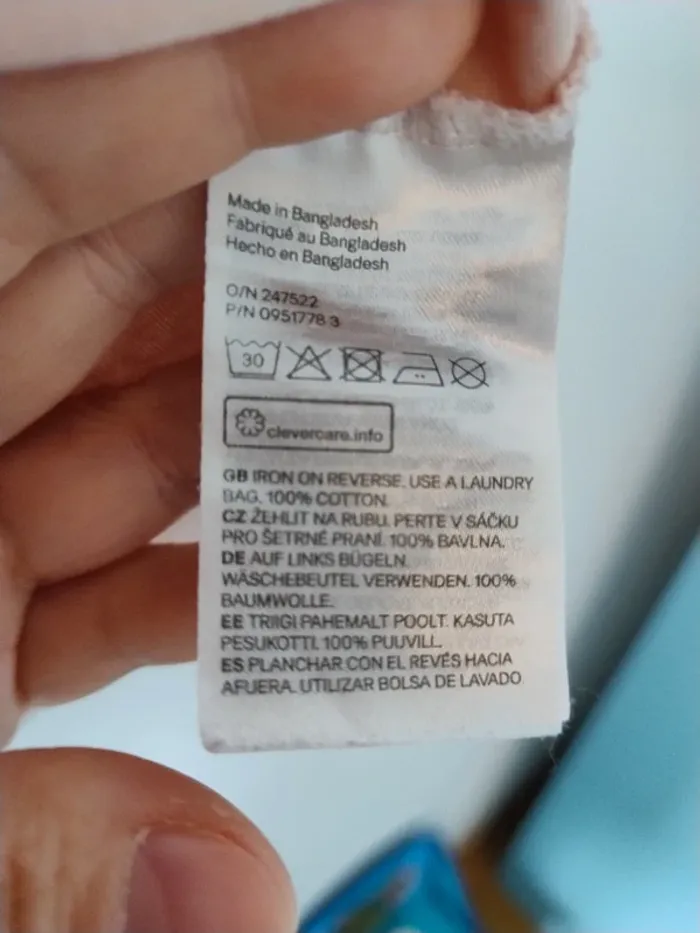 Made in Bangladesh
Fabriqué au Bangladesh
Hecho en Bangladesh
O/N 247522
P/N 0951778 3
30
clevercare.info
GB IRON ON REVERSE. USE A LAUNDRY
BAG. 100% COTTON.
CZ ŽEHLIT NA RUBU. PERTE V SÁČKU
PRO ŠETRNÉ PRANÍ. 100% BAVLNA.
DE AUF LINKS BÜGELN.
WÄSCHEBEUTEL VERWENDEN. 100%
BAUMWOLLE.
EE TRIIGI PAHEMALT POOLT. KASUTA
PESUKOTTI. 100% PUUVILL.
ES PLANCHAR CON EL REVÉS HACIA
AFUERA. UTILIZAR BOLSA DE LAVADO.